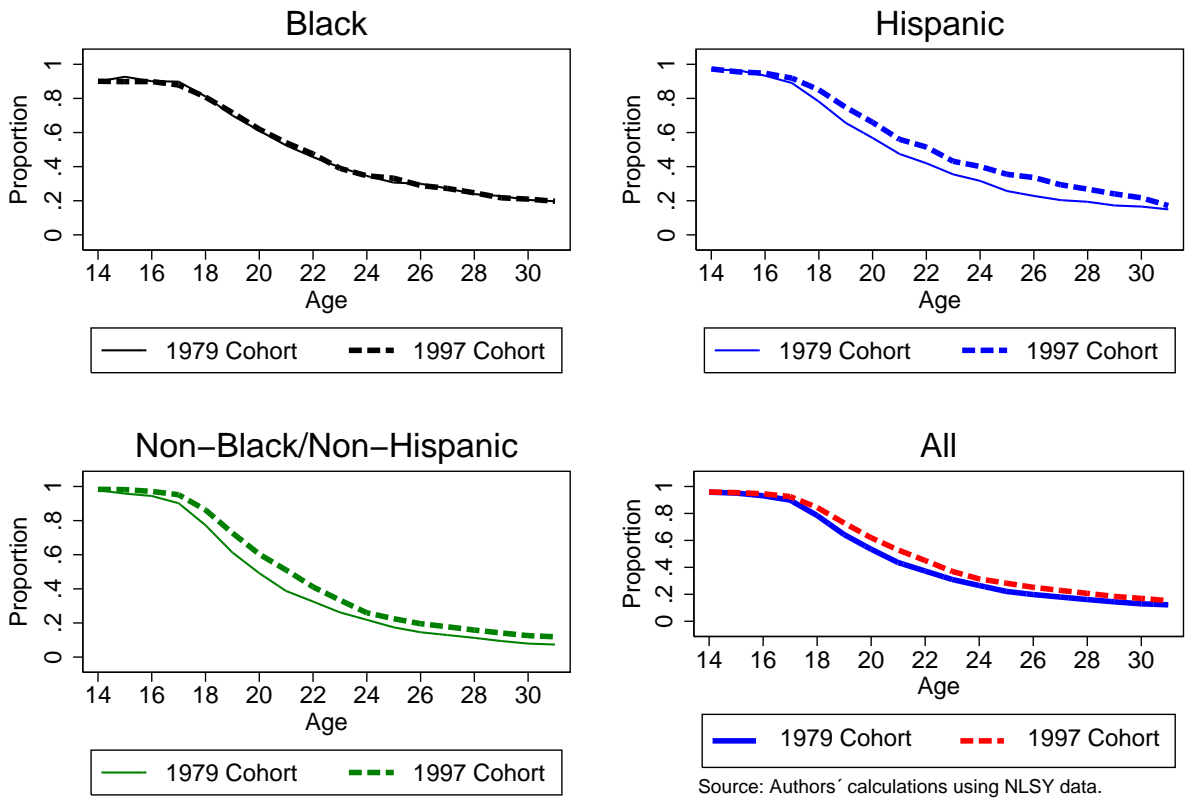 Black
Proportion
0 .2 .4 .6 .8 1
14 16 18 20 22 24 26 28 30
Age
1979 Cohort 1997 Cohort
Hispanic
Proportion
0 .2 .4 .6 .8 1
14 16 18 20 22 24 26 28 30
Age
1979 Cohort 1997 Cohort
Non−Black/Non−Hispanic
Proportion
0 .2 .4 .6 .8 1
14 16 18 20 22 24 26 28 30
Age
1979 Cohort 1997 Cohort
All
Proportion
0 .2 .4 .6 .8 1
14 16 18 20 22 24 26 28 30
Age
1979 Cohort 1997 Cohort
Source: Authors´ calculations using NLSY data.